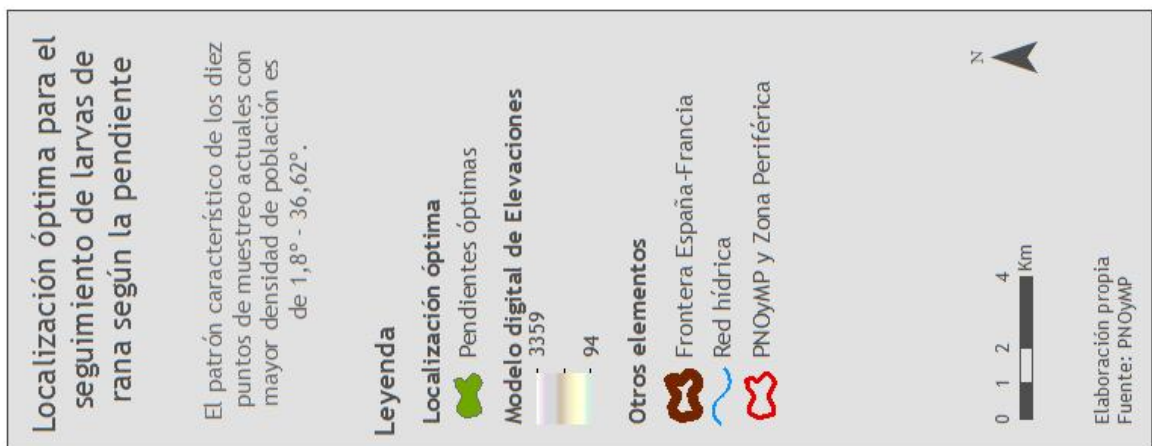 Localización óptima para el
seguimiento de larvas de
rana según la pendiente
El patrón característico de los diez
puntos de muestreo actuales con
mayor densidad de población es
de 1,8º - 36,62º.
Leyenda
Localización óptima
Pendientes óptimas
Modelo digital de Elevaciones
3359
94
Otros elementos
Frontera España-Francia
Red hídrica
PNOyMP y Zona Periférica
N
0 1 2 4
Km
Elaboración propia
Fuente: PNOyMP